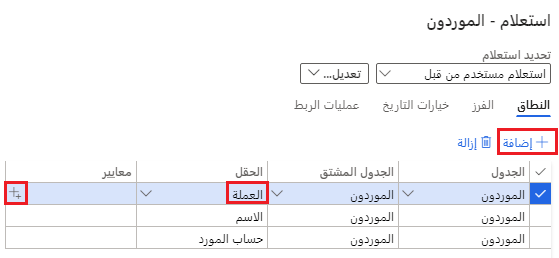 استعلام - الموردون
تحديد استعلام
استعلام مستخدم من قبل تعديل...
النطاق الفرز خيارات التاريخ عمليات الربط
إضافة إزالة
الجدول الجدول المشتق الحقل معايير
الموردون الموردون العملة
الموردون الموردون الاسم
الموردون الموردون حساب المورد